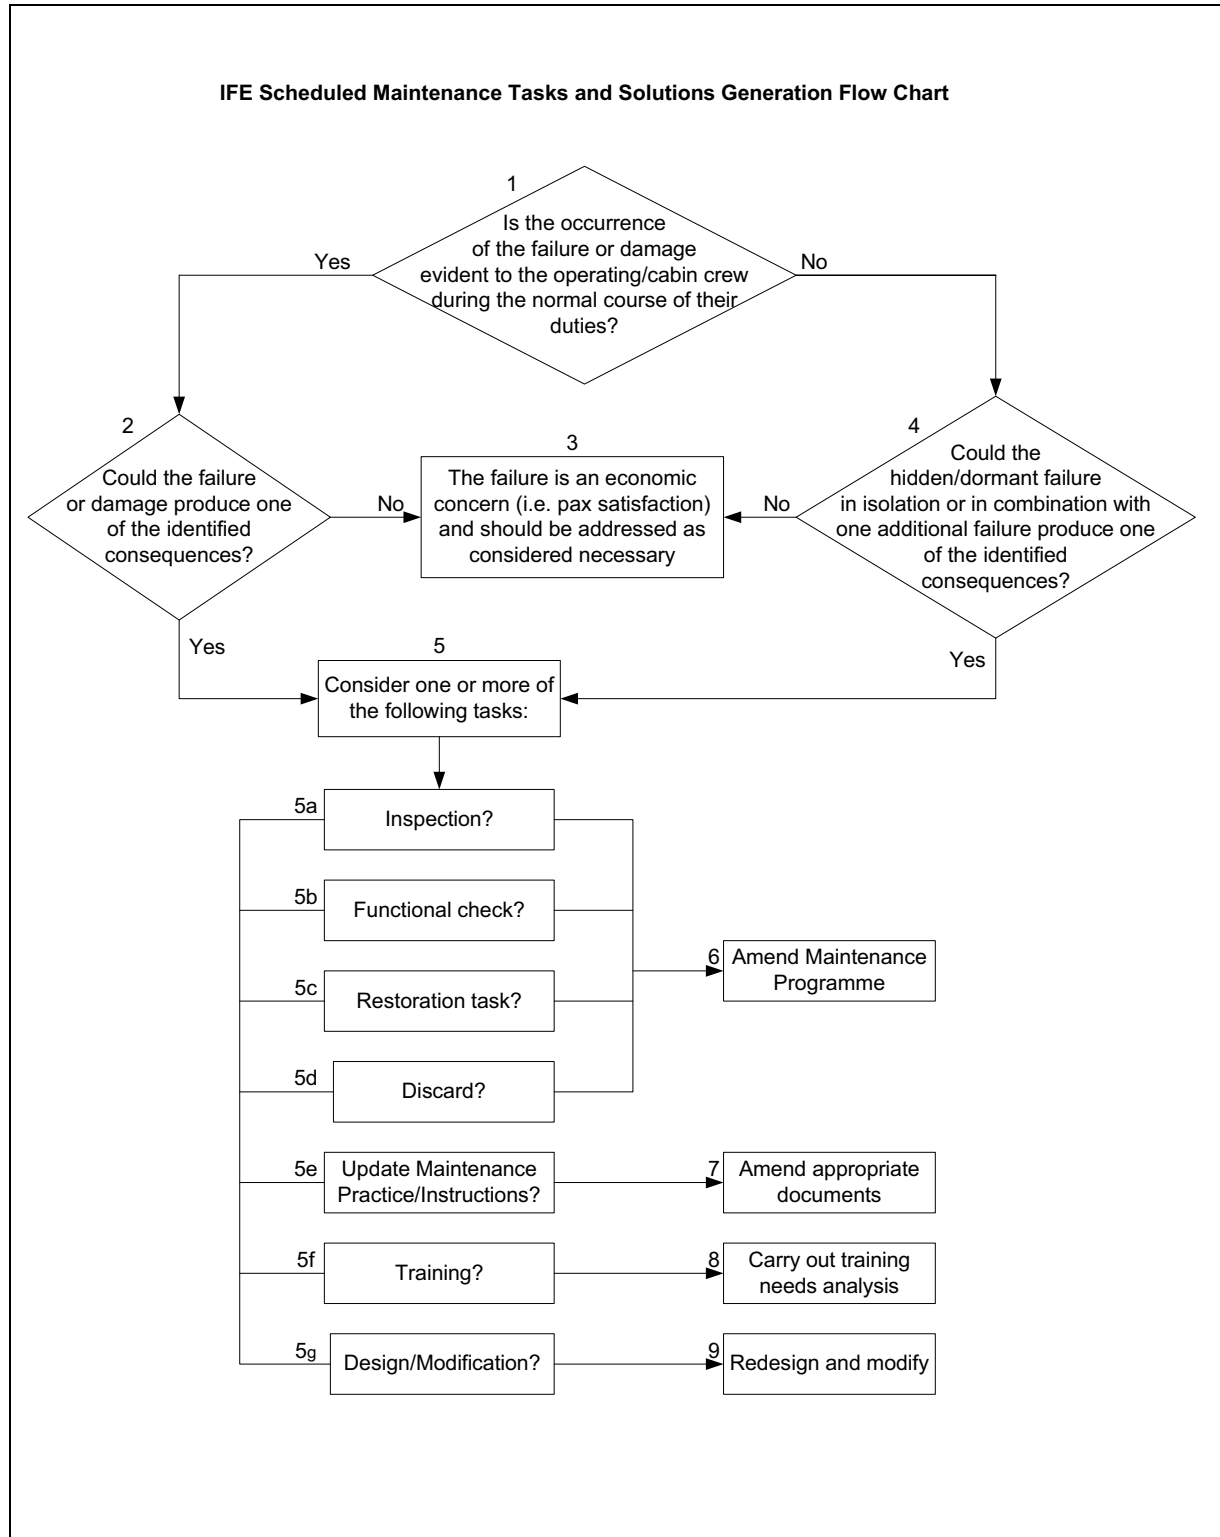 IFE Scheduled Maintenance Tasks and Solutions Generation Flow Chart
1
Is the occurrence
of the failure or damage
evident to the operating/cabin crew
during the normal course of their
duties?
Yes
No
2
Could the failure
or damage produce one
of the identified
consequences?
No
3
The failure is an economic
concern (i.e. pax satisfaction)
and should be addressed as
considered necessary
No
4
Could the
hidden/dormant failure
in isolation or in combination with
one additional failure produce one
of the identified
consequences?
Yes
Yes
5
Consider one or more of
the following tasks:
5a
Inspection?
5b
Functional check?
5c
Restoration task?
5d
Discard?
6
Amend Maintenance
Programme
5e
Update Maintenance
Practice/Instructions?
7
Amend appropriate
documents
5f
Training?
8
Carry out training
needs analysis
5g
Design/Modification?
9
Redesign and modify